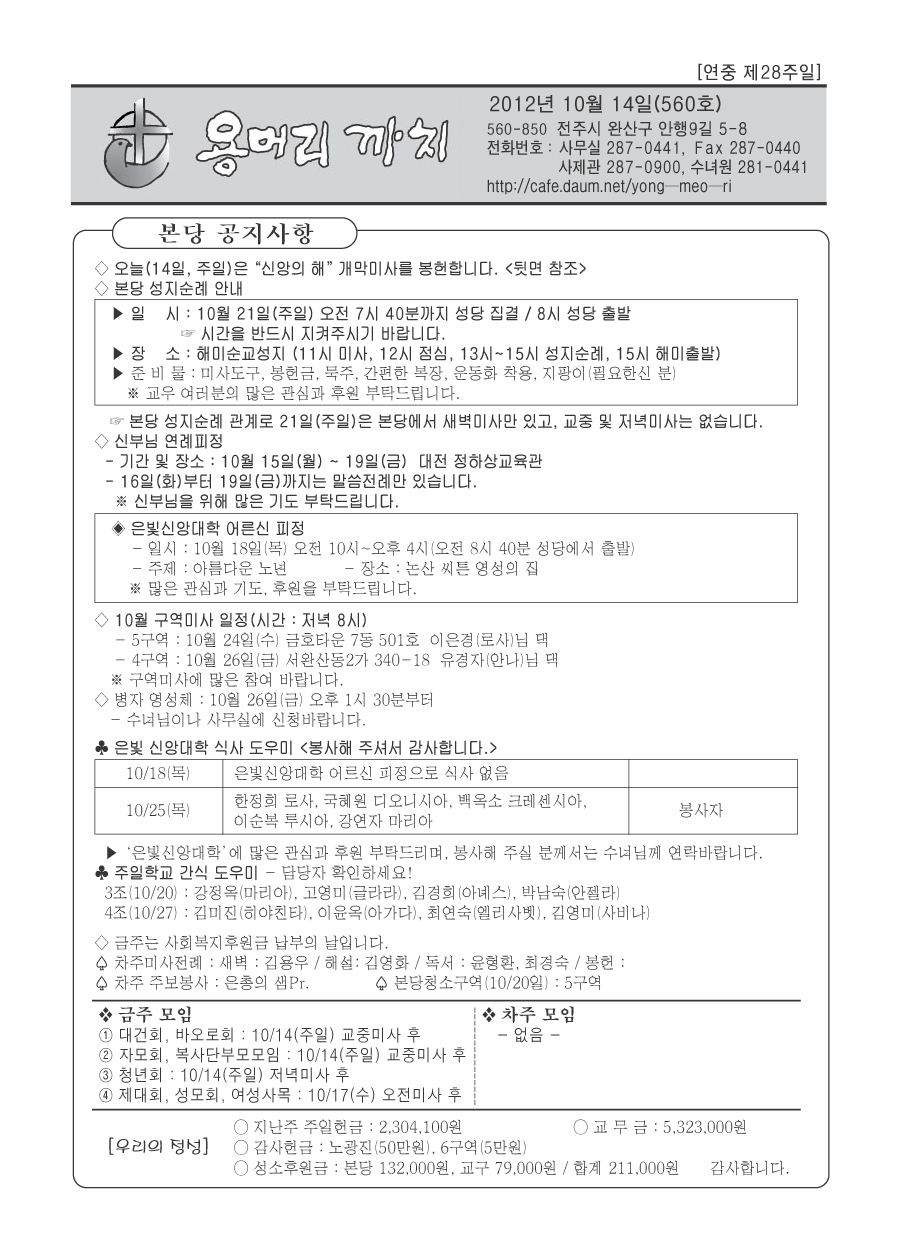 [연중 제28주일]
용머리 까치
2012년 10월 14일(560호)
560-850 전주시 완산구 안행9길 5-8
전화번호 : 사무실 287-0441, Fax 287-0440
사제관 287-0900, 수녀원 281-0441
http://cafe.daum.net/yong─meo─ri
본당 공지사항
◇ 오늘(14일, 주일)은 “신앙의 해” 개막미사를 봉헌합니다. <뒷면 참조>
◇ 본당 성지순례 안내
▶ 일 시 : 10월 21일(주일) 오전 7시 40분까지 성당 집결 / 8시 성당 출발
☞ 시간을 반드시 지켜주시기 바랍니다.
▶ 장 소 : 해미순교성지 (11시 미사, 12시 점심, 13시~15시 성지순례, 15시 해미출발)
▶ 준 비 물 : 미사도구, 봉헌금, 묵주, 간편한 복장, 운동화 착용, 지팡이(필요한신 분)
※ 교우 여러분의 많은 관심과 후원 부탁드립니다.
☞ 본당 성지순례 관계로 21일(주일)은 본당에서 새벽미사만 있고, 교중 및 저녁미사는 없습니다.
◇ 신부님 연례피정
- 기간 및 장소 : 10월 15일(월) ~ 19일(금) 대전 정하상교육관
- 16일(화)부터 19일(금)까지는 말씀전례만 있습니다.
※ 신부님을 위해 많은 기도 부탁드립니다.
◈ 은빛신앙대학 어른신 피정
- 일시 : 10월 18일(목) 오전 10시~오후 4시(오전 8시 40분 성당에서 출발)
- 주제 : 아름다운 노년 - 장소 : 논산 씨튼 영성의 집
※ 많은 관심과 기도, 후원을 부탁드립니다.
◇ 10월 구역미사 일정(시간 : 저녁 8시)
- 5구역 : 10월 24일(수) 금호타운 7동 501호 이은경(로사)님 댁
- 4구역 : 10월 26일(금) 서완산동2가 340-18 유경자(안나)님 댁
※ 구역미사에 많은 참여 바랍니다.
◇ 병자 영성체 : 10월 26일(금) 오후 1시 30분부터
- 수녀님이나 사무실에 신청바랍니다.
♣ 은빛 신앙대학 식사 도우미 <봉사해 주셔서 감사합니다.>
10/18(목) 은빛신앙대학 어르신 피정으로 식사 없음
10/25(목) 한정희 로사, 국혜원 디오니시아, 백옥소 크레센시아, 봉사자
이순복 루시아, 강연자 마리아
▶ ‘은빛신앙대학’에 많은 관심과 후원 부탁드리며, 봉사해 주실 분께서는 수녀님께 연락바랍니다.
♣ 주일학교 간식 도우미 - 답당자 확인하세요!
3조(10/20) : 강정옥(마리아), 고영미(글라라), 김경희(아녜스), 박남숙(안젤라)
4조(10/27) : 김미진(히야친타), 이윤옥(아가다), 최연숙(엘리사벳), 김영미(사비나)
◇ 금주는 사회복지후원금 납부의 날입니다.
♤ 차주미사전례 : 새벽 : 김용우 / 해설: 김영화 / 독서 : 윤형환, 최경숙 / 봉헌 :
♤ 차주 주보봉사 : 은총의 샘Pr. ♤ 본당청소구역(10/20일) : 5구역
❖ 금주 모임
① 대건회, 바오로회 : 10/14(주일) 교중미사 후
② 자모회, 복사단부모모임 : 10/14(주일) 교중미사 후
③ 청년회 : 10/14(주일) 저녁미사 후
④ 제대회, 성모회, 여성사목 : 10/17(수) 오전미사 후
❖ 차주 모임
- 없음 -
[우리의 정성]
○ 지난주 주일헌금 : 2,304,100원 ○ 교 무 금 : 5,323,000원
○ 감사헌금 : 노광진(50만원), 6구역(5만원)
○ 성소후원금 : 본당 132,000원, 교구 79,000원 / 합계 211,000원 감사합니다.